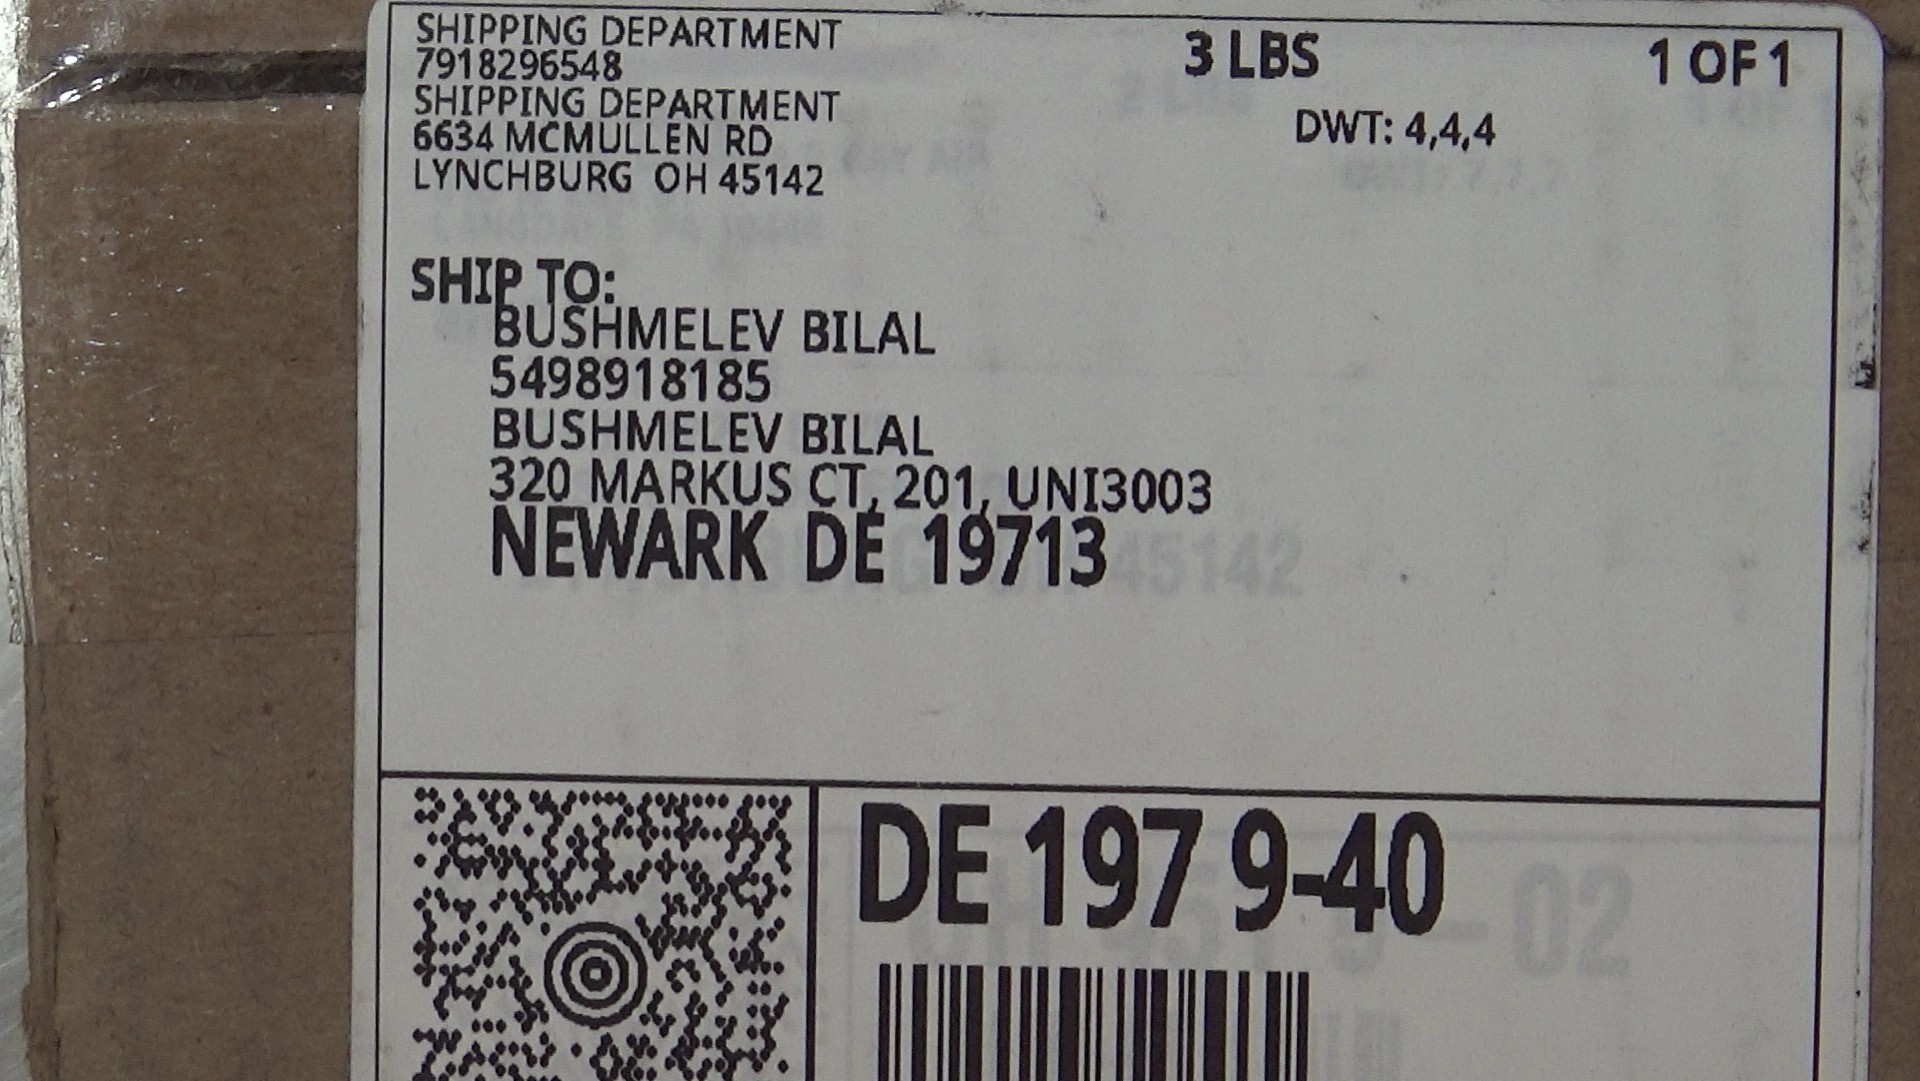 SHIPPING DEPARTMENT
7918296548
SHIPPING DEPARTMENT
6634 MCMULLEN RD
LYNCHBURG OH 45142
3 LBS
1 OF 1
DWT: 4,4,4
SHIP TO:
BUSHMELEV BILAL
5498918185
BUSHMELEV BILAL
320 MARKUS CT, 201, UNI3003
NEWARK DE 19713
45142
DE 197 9-40